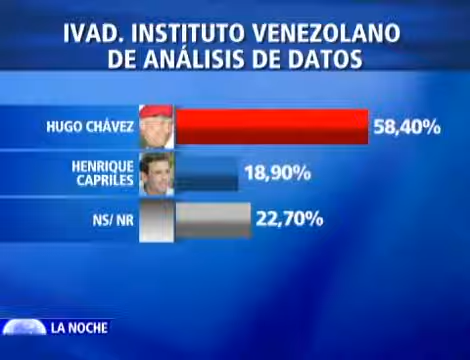 IVAD. INSTITUTO VENEZOLANO
DE ANÁLISIS DE DATOS
HUGO CHÁVEZ 58,40%
HENRIQUE
CAPRILES 18,90%
NS/ NR 22,70%
LA NOCHE